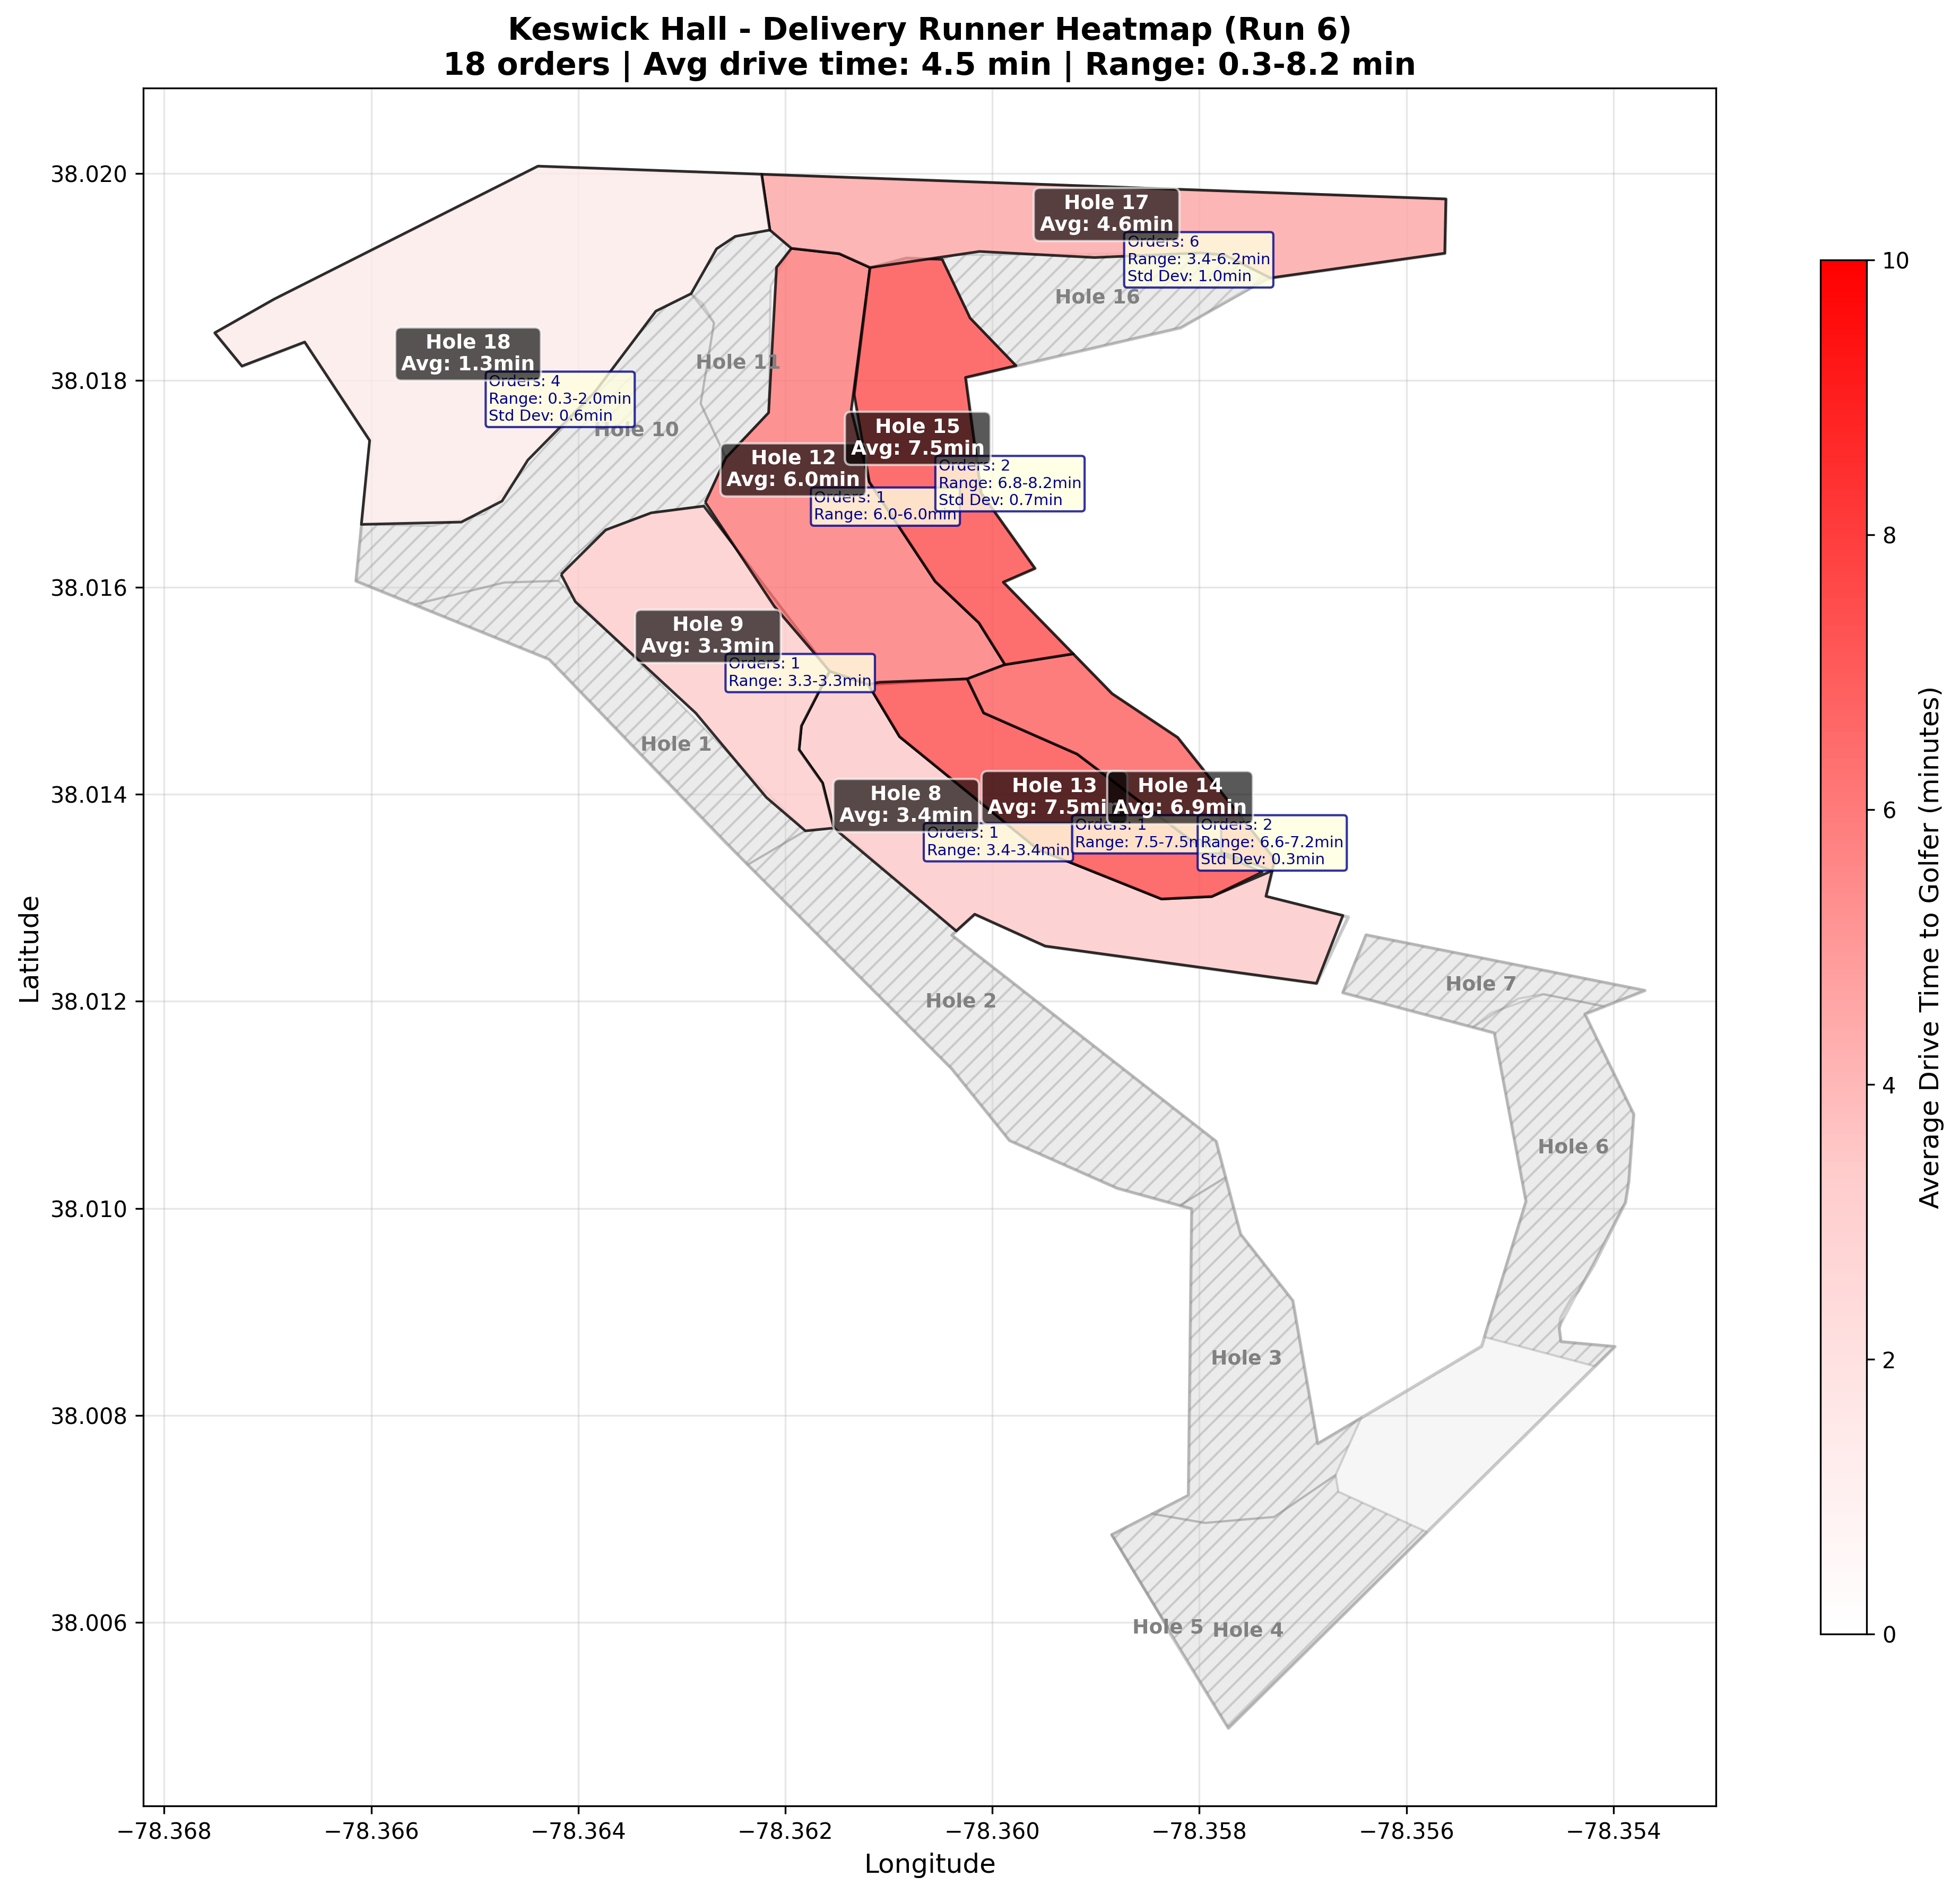 Keswick Hall - Delivery Runner Heatmap (Run 6)
18 orders | Avg drive time: 4.5 min | Range: 0.3-8.2 min
Latitude
38.020
38.018
38.016
38.014
38.012
38.010
38.008
38.006
Hole 17
Avg: 4.6min
Orders: 6
Range: 3.4-6.2min
Std Dev: 1.0min
Hole 16
Hole 18
Avg: 1.3min
Orders: 4
Range: 0.3-2.0min
Std Dev: 0.6min
Hole 11
Hole 10
Hole 15
Avg: 7.5min
Orders: 2
Range: 6.8-8.2min
Std Dev: 0.7min
Hole 12
Avg: 6.0min
Orders: 1
Range: 6.0-6.0min
Hole 9
Avg: 3.3min
Orders: 1
Range: 3.3-3.3min
Hole 1
Hole 8
Avg: 3.4min
Orders: 1
Range: 3.4-3.4min
Hole 13
Avg: 7.5min
Orders: 1
Range: 7.5-7.5m
Hole 14
Avg: 6.9min
Orders: 2
Range: 6.6-7.2min
Std Dev: 0.3min
Hole 2
Hole 7
Hole 6
Hole 3
Hole 5
Hole 4
−78.368
−78.366
−78.364
−78.362
−78.360
−78.358
−78.356
−78.354
Longitude
10
8
6
4
2
0
Average Drive Time to Golfer (minutes)